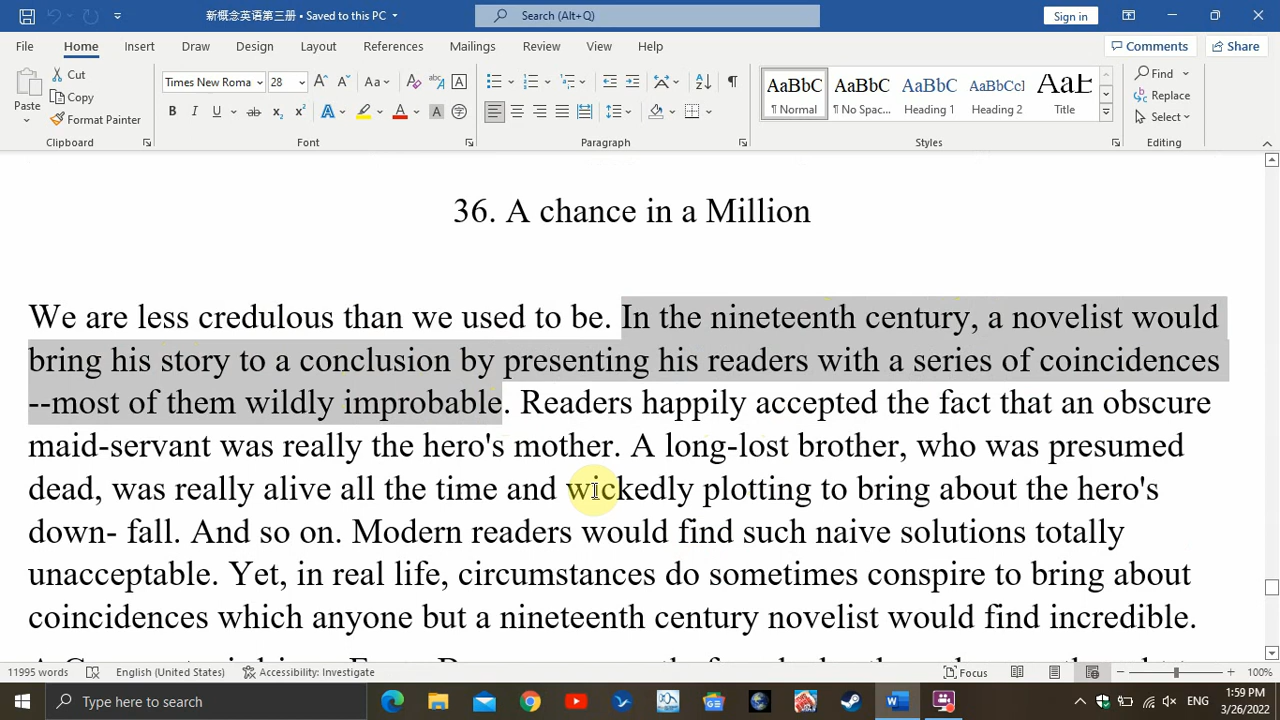 新概念英语第三册 • Saved to this PC
Search (Alt+Q)
Sign in
File Home Insert Draw Design Layout References Mailings Review View Help
Comments Share
Paste
Cut
Copy
Format Painter
Clipboard
Times New Roma 28
Font
Paragraph
AaBbC AaBbC AaBbC AaBbCcI AaB
¶ Normal ¶ No Spac... Heading 1 Heading 2 Title
Styles
Find
Replace
Select
Editing
36. A chance in a Million
We are less credulous than we used to be. In the nineteenth century, a novelist would
bring his story to a conclusion by presenting his readers with a series of coincidences
--most of them wildly improbable. Readers happily accepted the fact that an obscure
maid-servant was really the hero's mother. A long-lost brother, who was presumed
dead, was really alive all the time and wickedly plotting to bring about the hero's
down- fall. And so on. Modern readers would find such naive solutions totally
unacceptable. Yet, in real life, circumstances do sometimes conspire to bring about
coincidences which anyone but a nineteenth century novelist would find incredible.
11995 words English (United States) Accessibility: Investigate Focus 100%
Type here to search
ENG
1:59 PM
3/26/2022